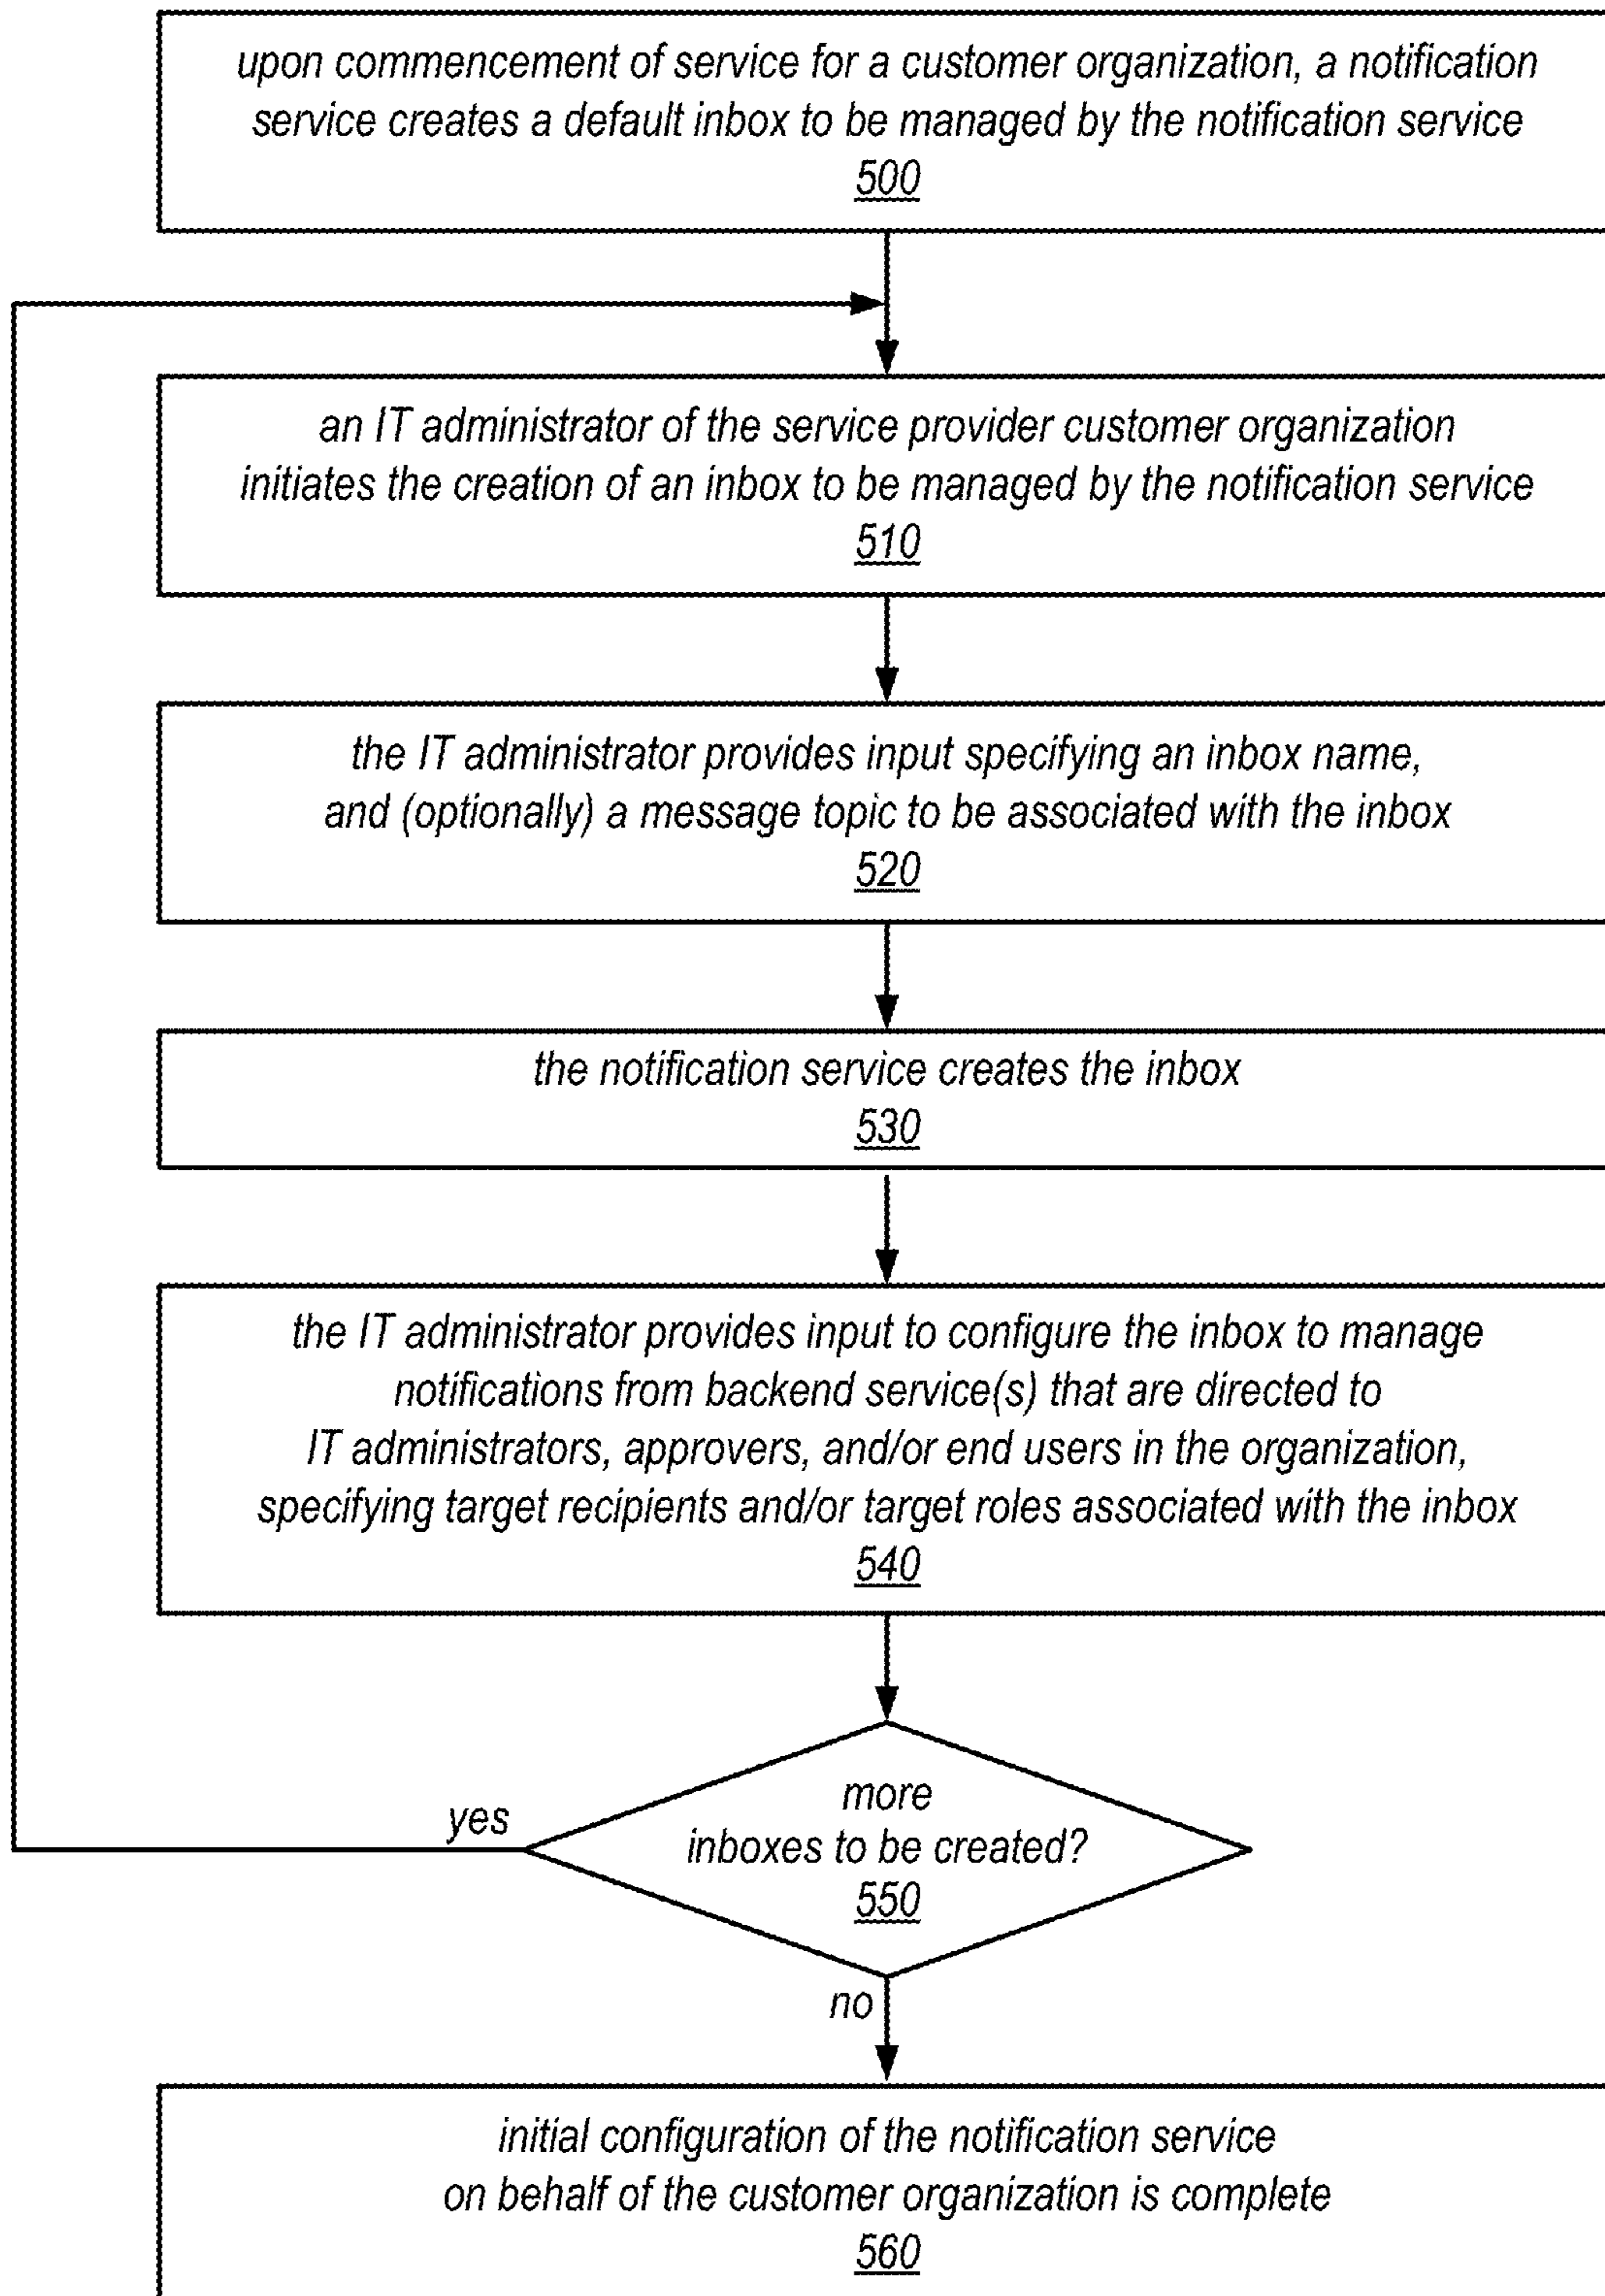 upon commencement of service for a customer organization, a notification
service creates a default inbox to be managed by the notification service
500
an IT administrator of the service provider customer organization
initiates the creation of an inbox to be managed by the notification service
510
the IT administrator provides input specifying an inbox name,
and (optionally) a message topic to be associated with the inbox
520
the notification service creates the inbox
530
the IT administrator provides input to configure the inbox to manage
notifications from backend service(s) that are directed to
IT administrators, approvers, and/or end users in the organization,
specifying target recipients and/or target roles associated with the inbox
540
yes
more
inboxes to be created?
550
no
initial configuration of the notification service
on behalf of the customer organization is complete
560